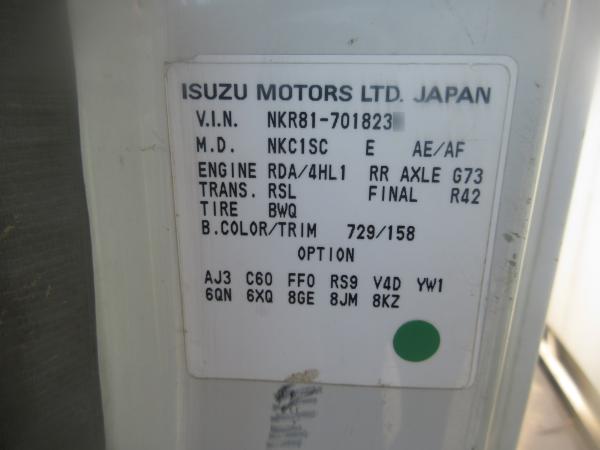 ISUZU MOTORS LTD. JAPAN
V.I.N. NKR81-701823
M.D. NKC1SC E AE/AF
ENGINE RDA/4HL1 RR AXLE G73
TRANS. RSL FINAL R42
TIRE BWQ
B.COLOR/TRIM 729/158
OPTION
AJ3 C60 FF0 RS9 V4D YW1
6QN 6XQ 8GE 8JM 8KZ